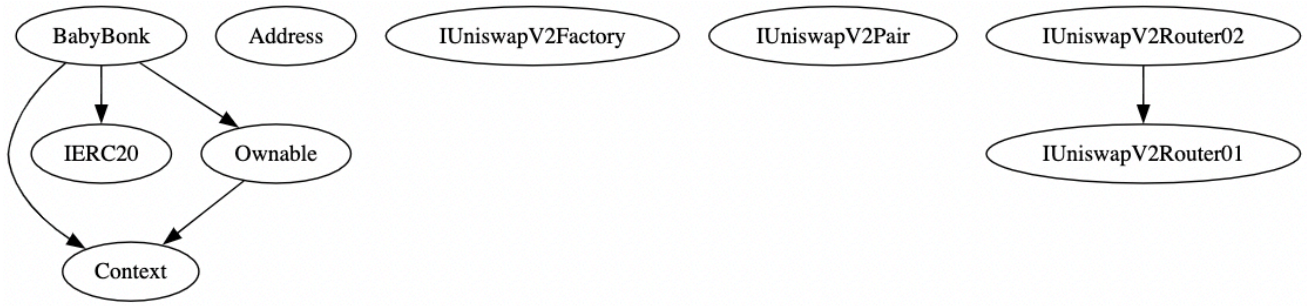 BabyBonk
Address
IUniswapV2Factory
IUniswapV2Pair
IUniswapV2Router02
IERC20
Ownable
IUniswapV2Router01
Context